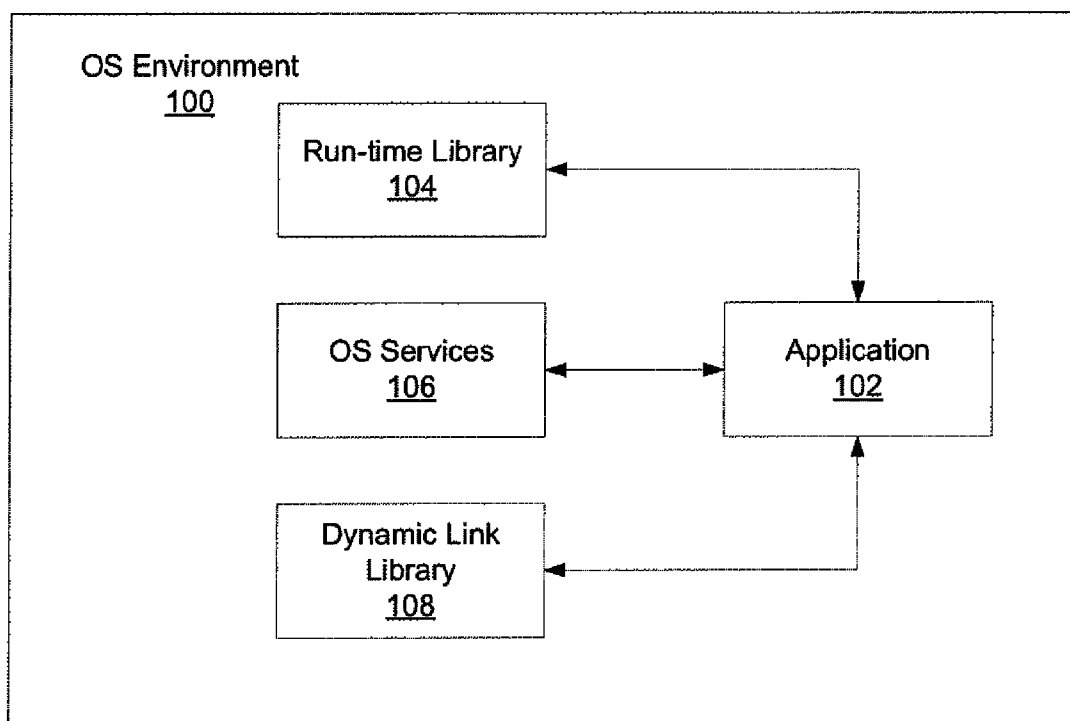 OS Environment
100
Run-time Library
104
OS Services
106
Application
102
Dynamic Link
Library
108